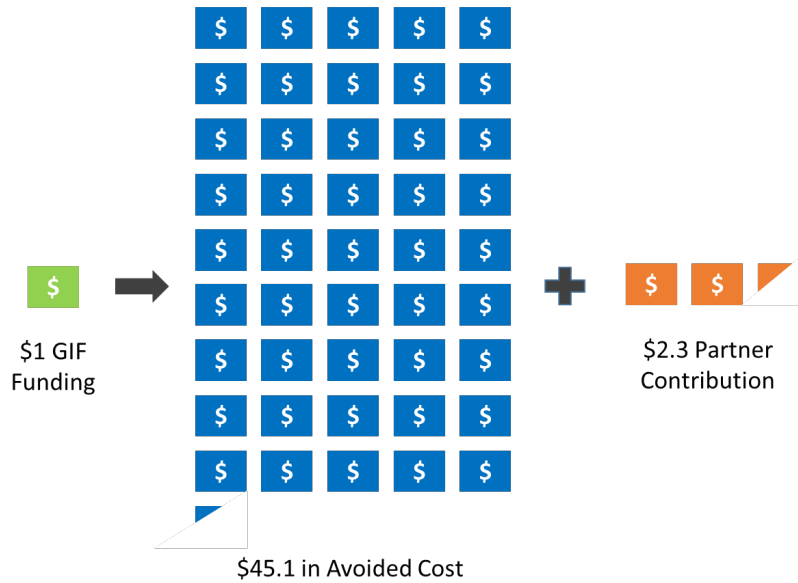 $ $ $ $ $
$ $ $ $ $
$ $ $ $ $
$ $ $ $ $
$ $ $ $ $
$ $ $ $ $
$ $ $ $ $
$ $ $ $ $
$ $ $ $ $
$
$1 GIF
Funding
$ $
$2.3 Partner
Contribution
$45.1 in Avoided Cost